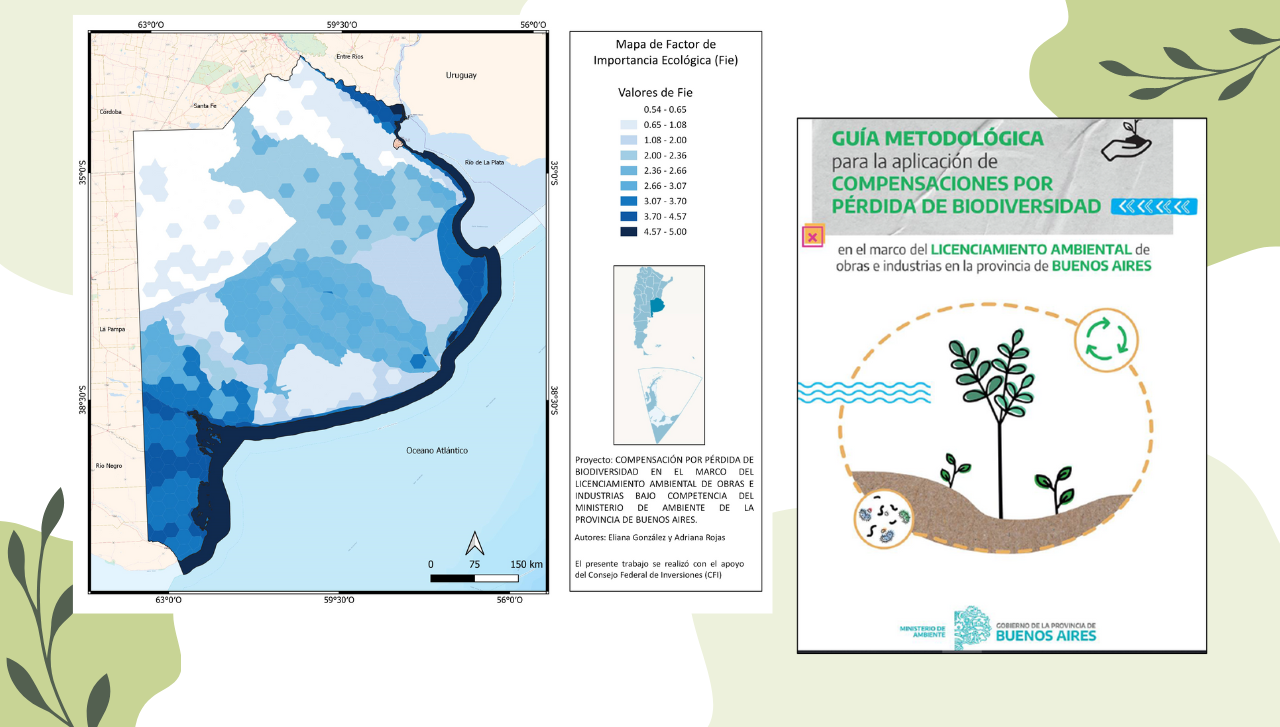 63°0'O 59°30'O 56°0'O
Entre Ríos
Uruguay
Córdoba
Santa Fe
Río de La Plata
35°0'S 35°0'S
La Pampa
38°30'S 38°30'S
Oceano Atlántico
Río Negro
0 75 150 km
63°0'O 59°30'O 56°0'O
Mapa de Factor de
Importancia Ecológica (Fie)
Valores de Fie
0.54 - 0.65
0.65 - 1.08
1.08 - 2.00
2.00 - 2.36
2.36 - 2.66
2.66 - 3.07
3.07 - 3.70
3.70 - 4.57
4.57 - 5.00
Proyecto: COMPENSACIÓN POR PÉRDIDA DE
BIODIVERSIDAD EN EL MARCO DEL
LICENCIAMIENTO AMBIENTAL DE OBRAS E
INDUSTRIAS BAJO COMPETENCIA DEL
MINISTERIO DE AMBIENTE DE LA
PROVINCIA DE BUENOS AIRES.
Autores: Eliana González y Adriana Rojas
El presente trabajo se realizó con el apoyo
del Consejo Federal de Inversiones (CFI)
GUÍA METODOLÓGICA
para la aplicación de
COMPENSACIONES POR
PÉRDIDA DE BIODIVERSIDAD
en el marco del LICENCIAMIENTO AMBIENTAL de
obras e industrias en la provincia de BUENOS AIRES
MINISTERIO DE
AMBIENTE
GOBIERNO DE LA PROVINCIA DE
BUENOS AIRES